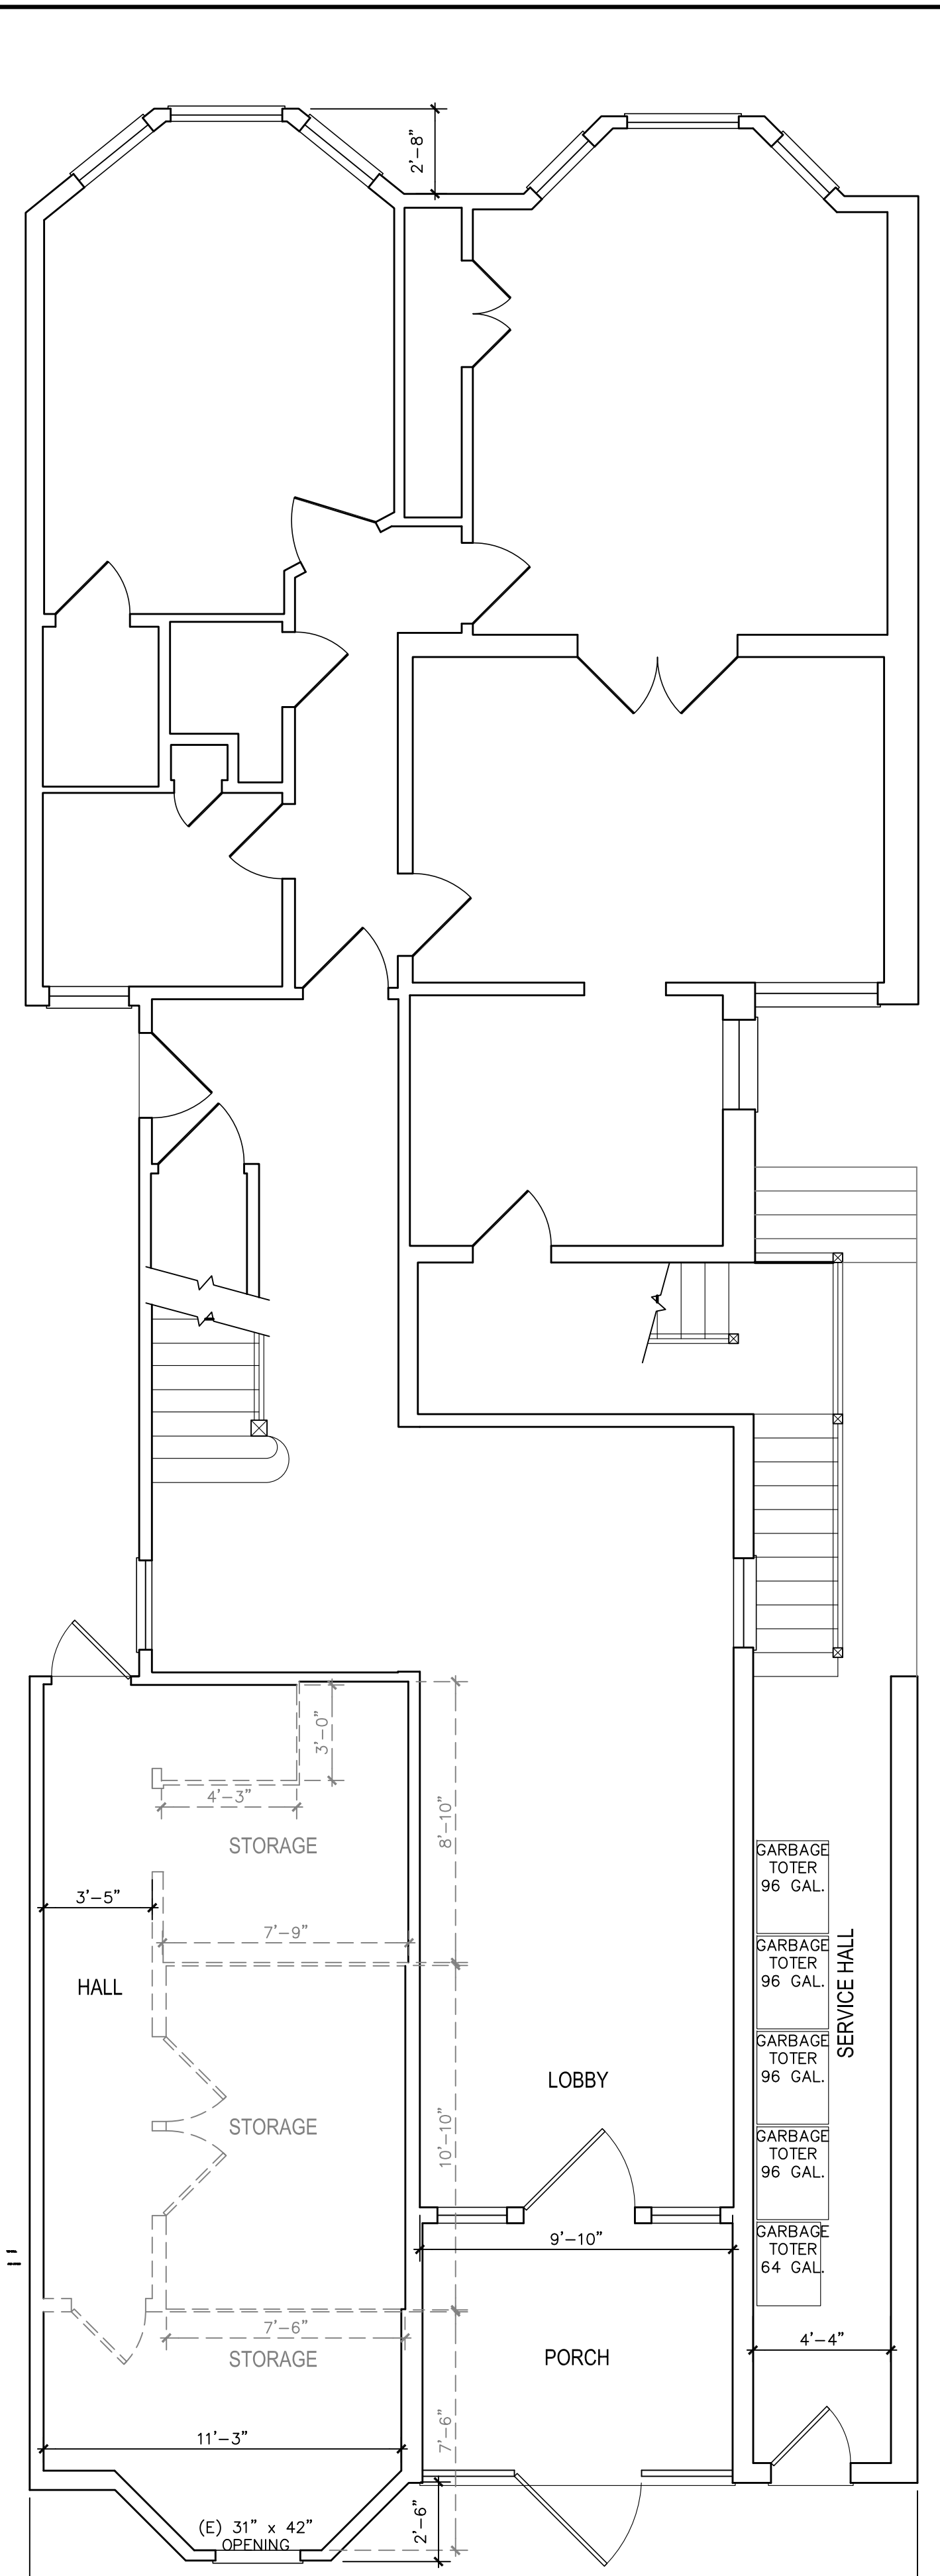 2'-8"
3'-0"
4'-3"
STORAGE
8'-10"
GARBAGE
TOTER
96 GAL.
3'-5"
7'-9"
GARBAGE
TOTER
96 GAL.
SERVICE HALL
HALL
GARBAGE
TOTER
96 GAL.
LOBBY
STORAGE
10'-10"
GARBAGE
TOTER
96 GAL.
GARBAGE
TOTER
64 GAL.
9'-10"
7'-6"
STORAGE
PORCH
4'-4"
11'-3"
7'-6"
2'-6"
(E) 31" x 42"
OPENING